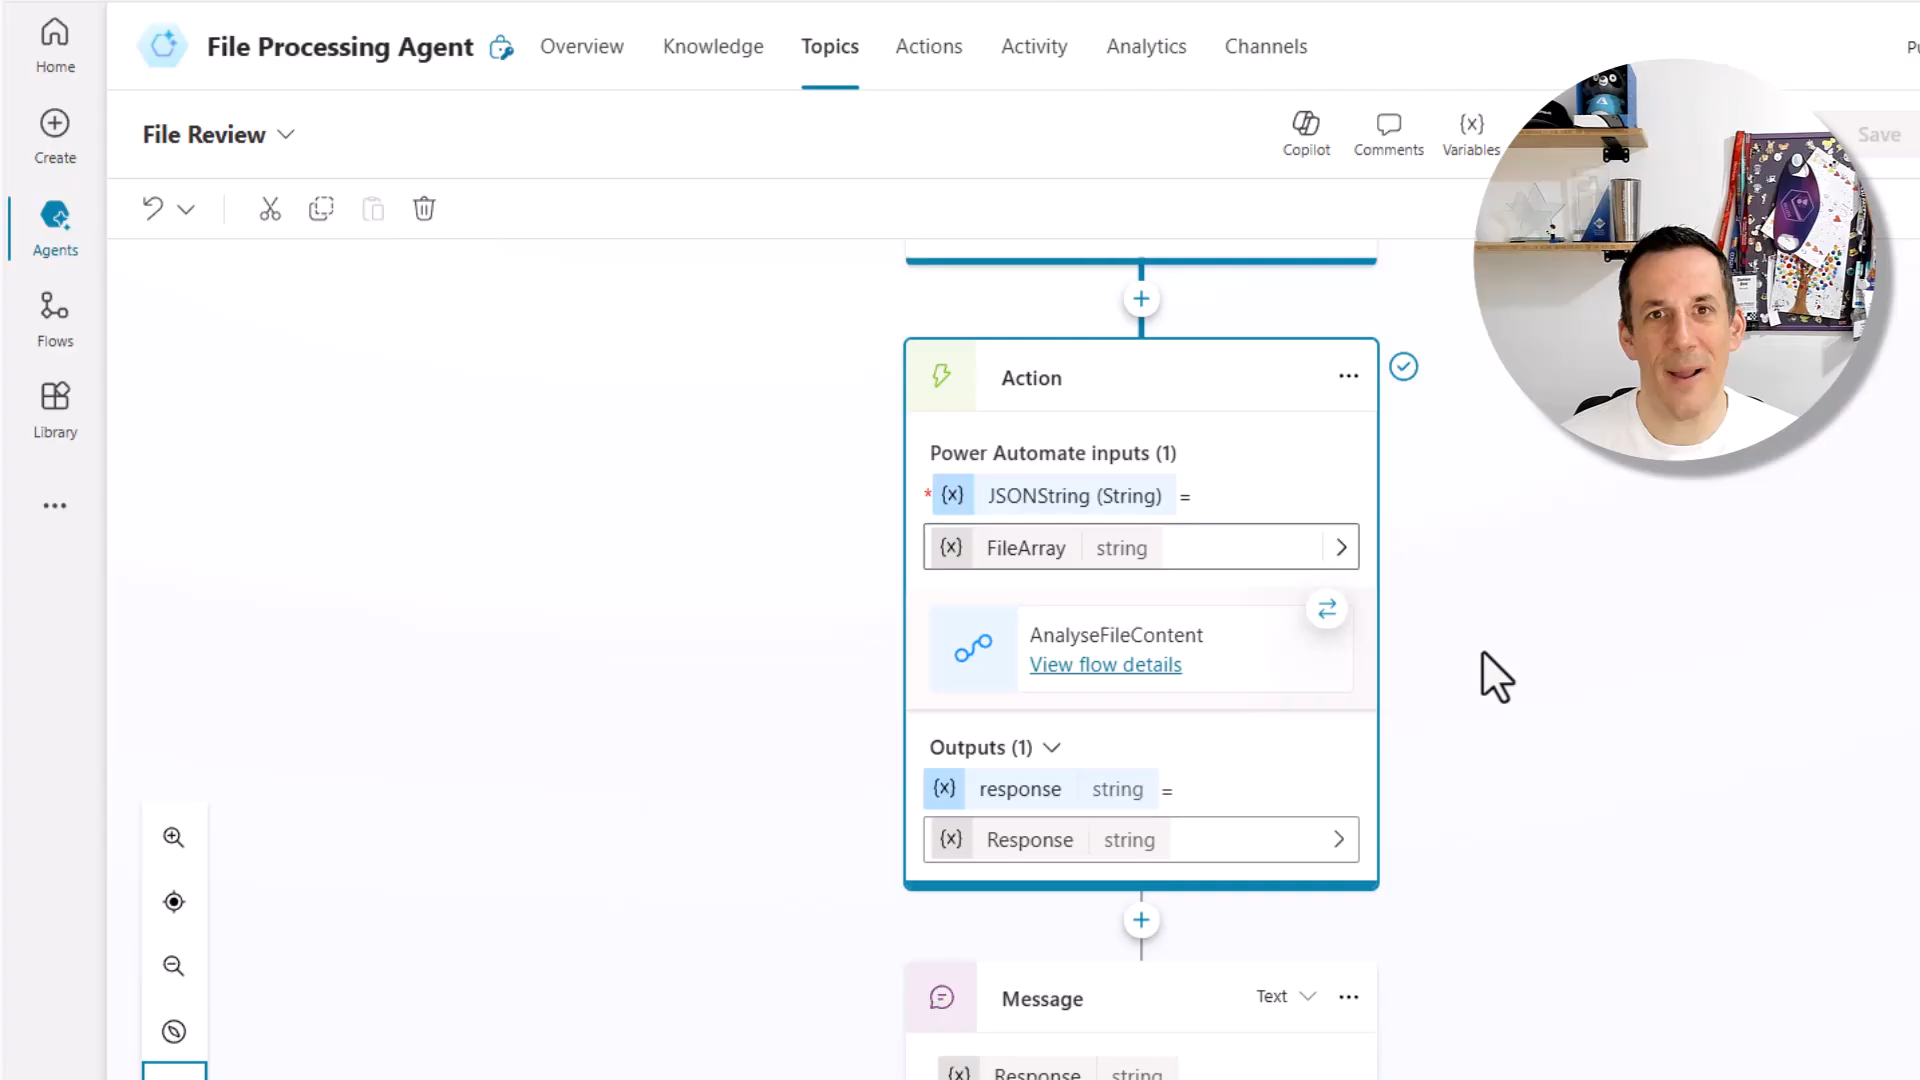 Home
Create
Agents
Flows
Library
File Processing Agent
Overview
Knowledge
Topics
Actions
Activity
Analytics
Channels
File Review
Copilot
Comments
{x}
Variables
Save
Action
Power Automate inputs (1)
* {x} JSONString (String) =
{x} FileArray string
AnalyseFileContent
View flow details
Outputs (1)
{x} response string =
{x} Response string
Message
Text
{x} Response string